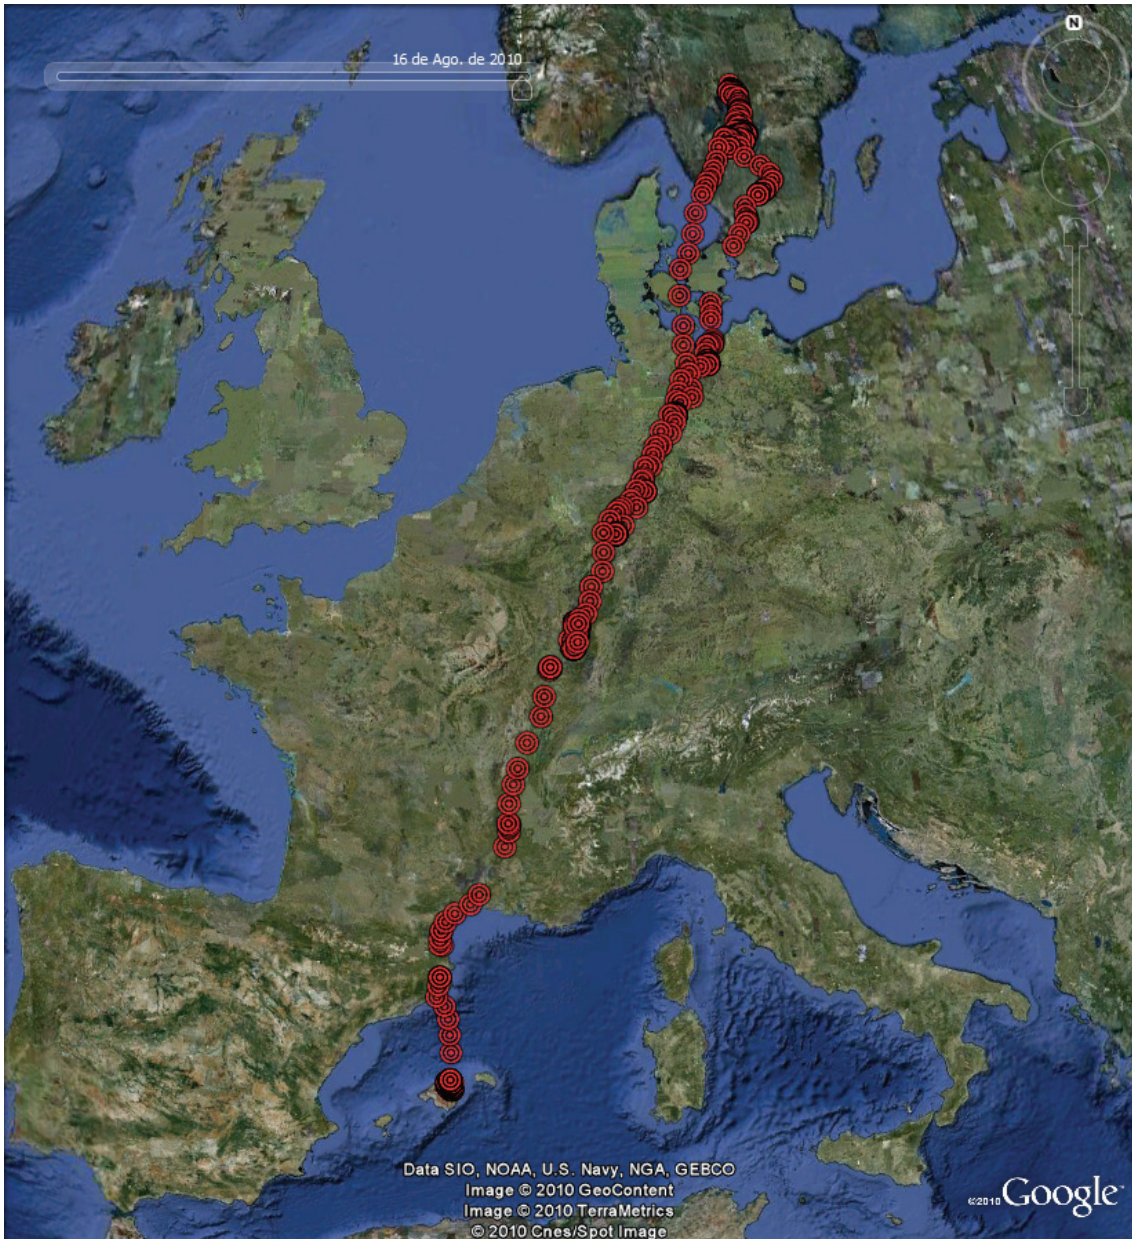 N
16 de Ago. de 2010
Data SIO, NOAA, U.S. Navy, NGA, GEBCO
Image © 2010 GeoContent
Image © 2010 TerraMetrics
© 2010 Cnes/Spot Image
©2010 Google™